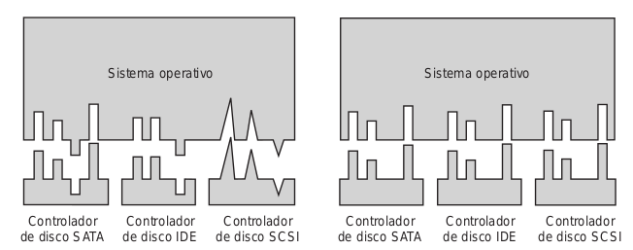 Sistema operativo
Sistema operativo
Controlador
de disco SATA
Controlador
de disco IDE
Controlador
de disco SCSI
Controlador
de disco SATA
Controlador
de disco IDE
Controlador
de disco SCSI